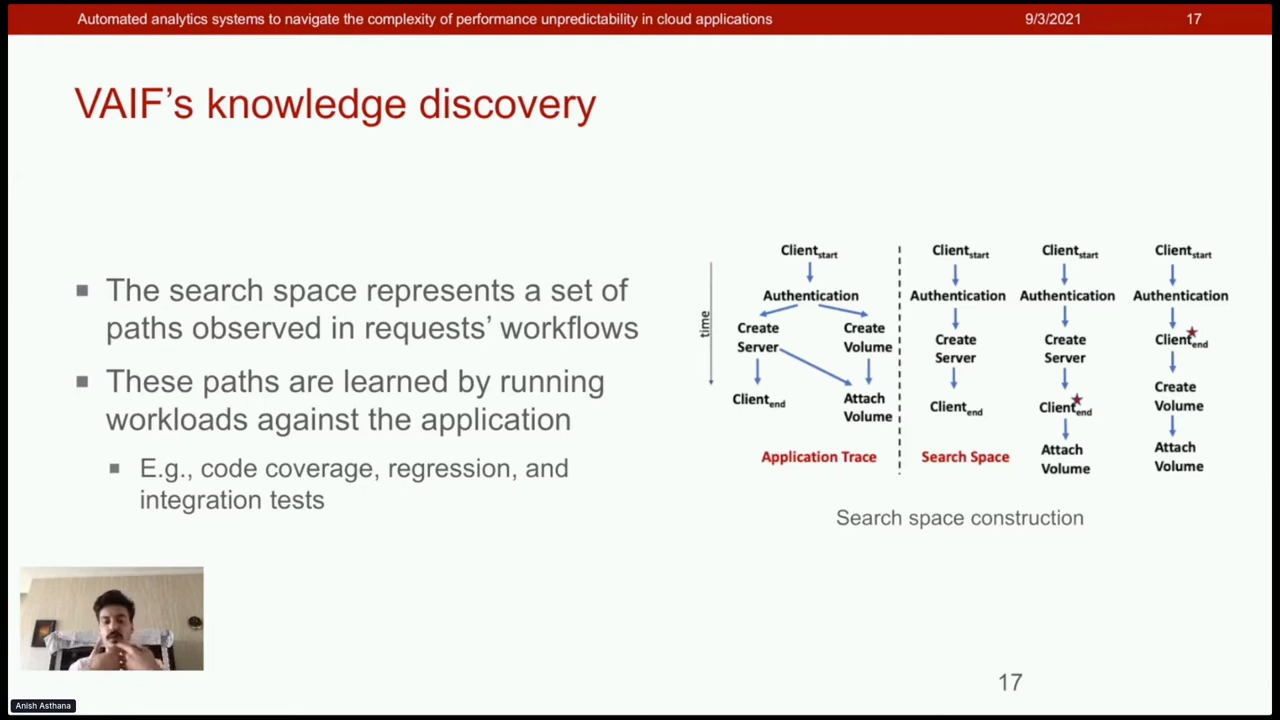 Automated analytics systems to navigate the complexity of performance unpredictability in cloud applications 9/3/2021 17
VAIF's knowledge discovery
The search space represents a set of
paths observed in requests' workflows
These paths are learned by running
workloads against the application
E.g., code coverage, regression, and
integration tests
time
Clientstart
Authentication
Create
Server
Create
Volume
Clientend
Attach
Volume
Application Trace
Clientstart
Authentication
Create
Server
Clientend
Search Space
Clientstart
Authentication
Create
Server
Clientend
Attach
Volume
Clientstart
Authentication
Clientend
Create
Volume
Attach
Volume
Search space construction
17
Anish Asthana